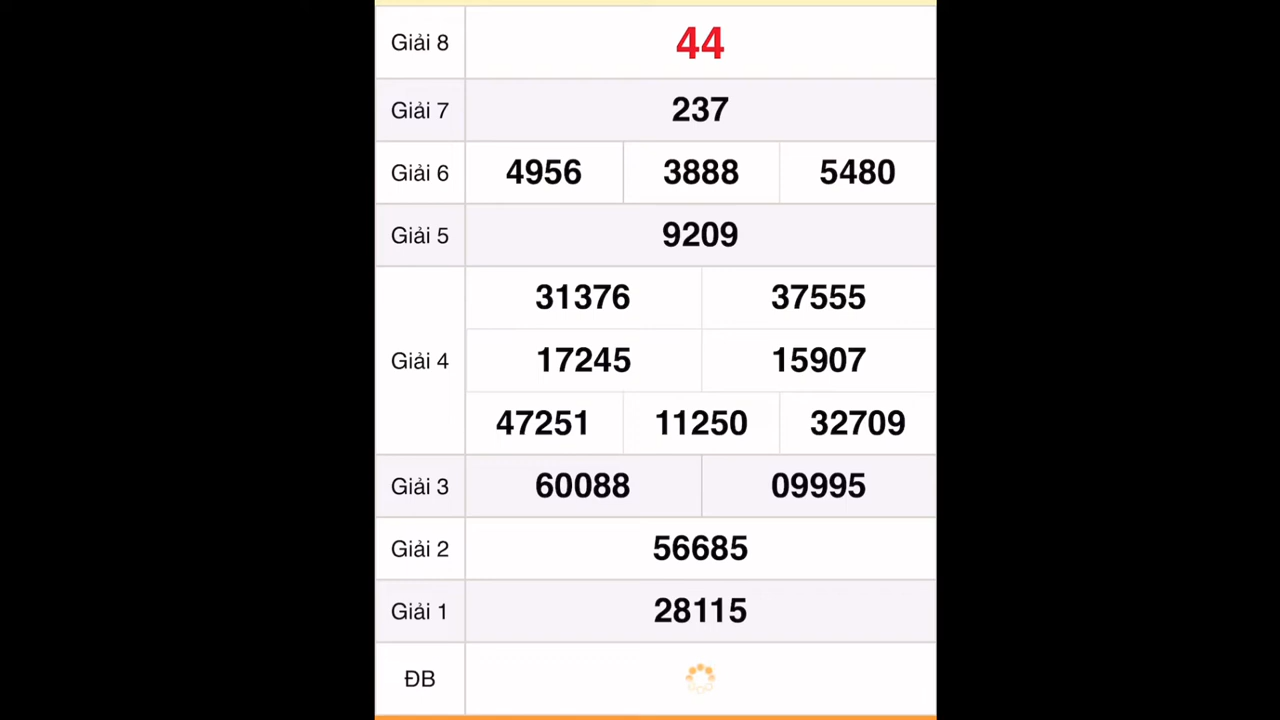 Giải 8 44
Giải 7 237
Giải 6 4956 3888 5480
Giải 5 9209
31376 37555
Giải 4 17245 15907
47251 11250 32709
Giải 3 60088 09995
Giải 2 56685
Giải 1 28115
ĐB